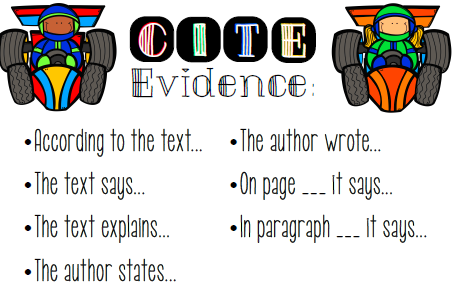 CITE
Evidence:
•According to the text...
•The text says...
•The text explains...
•The author states...
•The author wrote...
•On page ___ it says...
•In paragraph ___ it says...